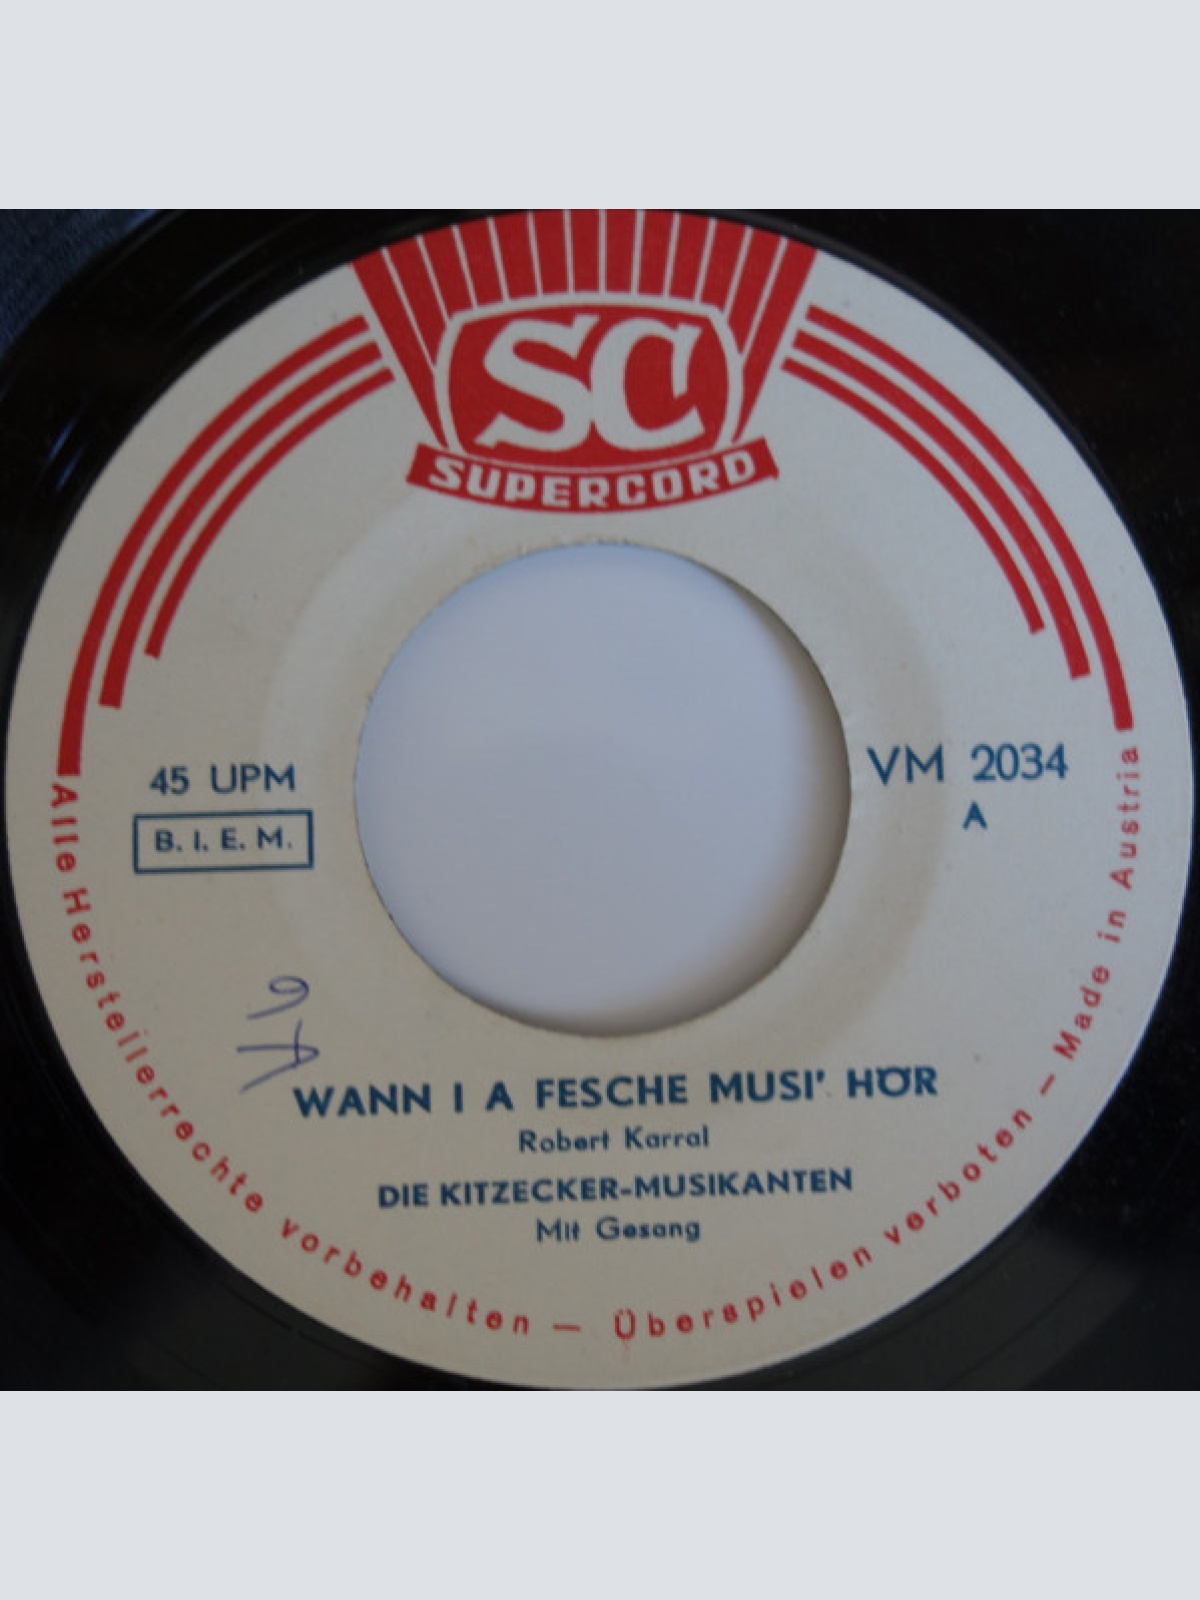 SC
SUPERCORD
45 UPM
B. I. E. M.
VM 2034
A
WANN I A FESCHE MUSI' HÖR
Robert Karral
DIE KITZECKER-MUSIKANTEN
Mit Gesang
Alle Herstellerrechte vorbehalten — Überspielen verboten — Made in Austria